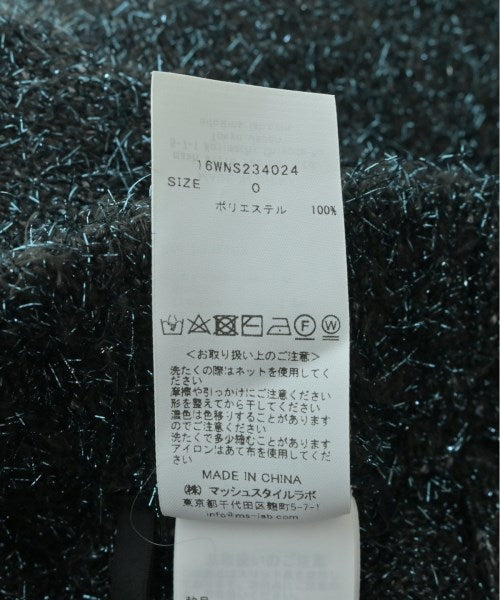 16WNS234024
SIZE 0
ポリエステル 100%
<お取り扱い上のご注意>
洗たくの際はネットを使用してく
ださい
摩擦や引っかけにご注意ください
形を整えてから干してください
濃色は色移りすることがあります
のでご注意ください
洗たくで多少縮むことがあります
アイロンはあて布を使用してくだ
さい
MADE IN CHINA
(株) マッシュスタイルラボ
東京都千代田区麹町5-7-1
info@ms-lab.com